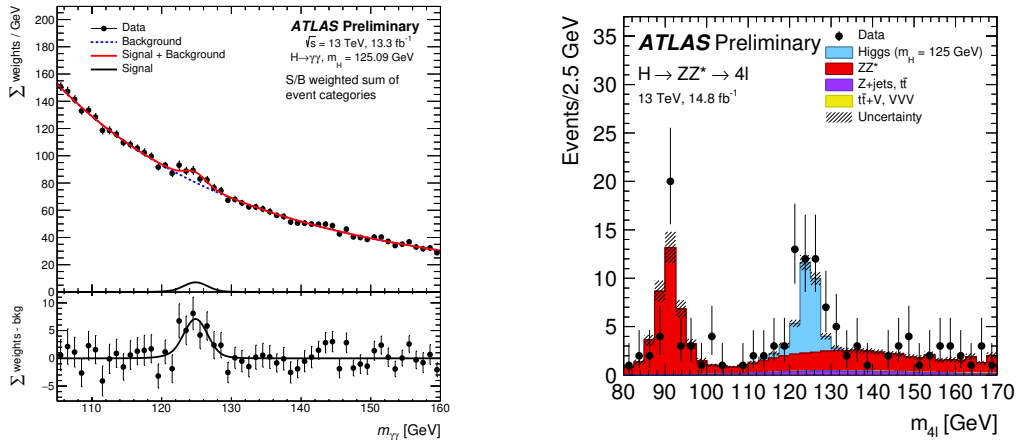 Σ weights / GeV
200
180
160
140
120
100
80
60
40
20
0
Data
Background
Signal + Background
Signal
ATLAS Preliminary
√s = 13 TeV, 13.3 fb⁻¹
H→γγ, m_H = 125.09 GeV
S/B weighted sum of
event categories
Σ weights - bkg
10
5
0
−5
110 120 130 140 150 160
m_γγ [GeV]
Events/2.5 GeV
35
30
25
20
15
10
5
0
ATLAS Preliminary
H → ZZ* → 4l
13 TeV, 14.8 fb⁻¹
Data
Higgs (m_H = 125 GeV)
ZZ*
Z+jets, tt̄
tt̄+V, VVV
Uncertainty
80 90 100 110 120 130 140 150 160 170
m_4l [GeV]